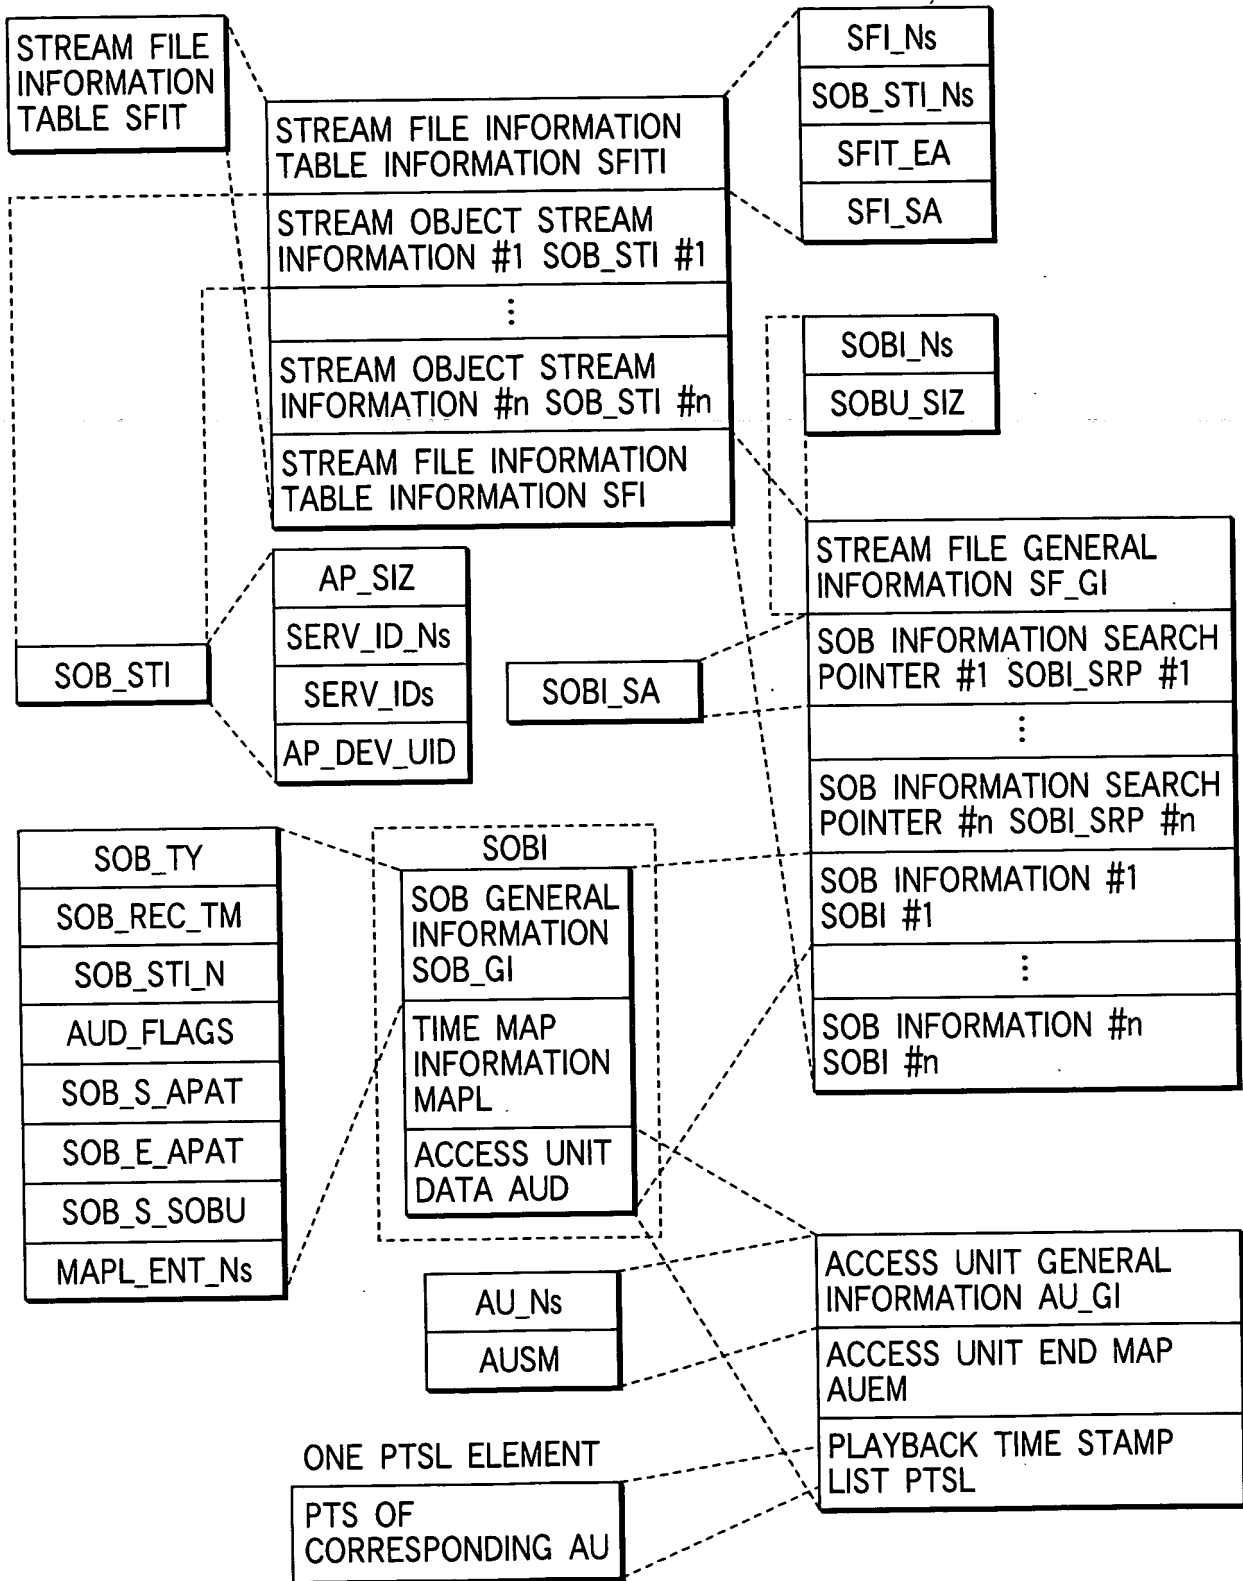 STREAM FILE
INFORMATION
TABLE SFIT
STREAM FILE INFORMATION
TABLE INFORMATION SFITI
STREAM OBJECT STREAM
INFORMATION #1 SOB_STI #1
⋮
STREAM OBJECT STREAM
INFORMATION #n SOB_STI #n
STREAM FILE INFORMATION
TABLE INFORMATION SFI
SFI_Ns
SOB_STI_Ns
SFIT_EA
SFI_SA
SOBI_Ns
SOBU_SIZ
STREAM FILE GENERAL
INFORMATION SF_GI
SOB INFORMATION SEARCH
POINTER #1 SOBI_SRP #1
⋮
SOB INFORMATION SEARCH
POINTER #n SOBI_SRP #n
SOB INFORMATION #1
SOBI #1
⋮
SOB INFORMATION #n
SOBI #n
SOB_STI
AP_SIZ
SERV_ID_Ns
SERV_IDs
AP_DEV_UID
SOBI_SA
SOB_TY
SOB_REC_TM
SOB_STI_N
AUD_FLAGS
SOB_S_APAT
SOB_E_APAT
SOB_S_SOBU
MAPL_ENT_Ns
SOBI
SOB GENERAL
INFORMATION
SOB_GI
TIME MAP
INFORMATION
MAPL
ACCESS UNIT
DATA AUD
AU_Ns
AUSM
ACCESS UNIT GENERAL
INFORMATION AU_GI
ACCESS UNIT END MAP
AUEM
PLAYBACK TIME STAMP
LIST PTSL
ONE PTSL ELEMENT
PTS OF
CORRESPONDING AU